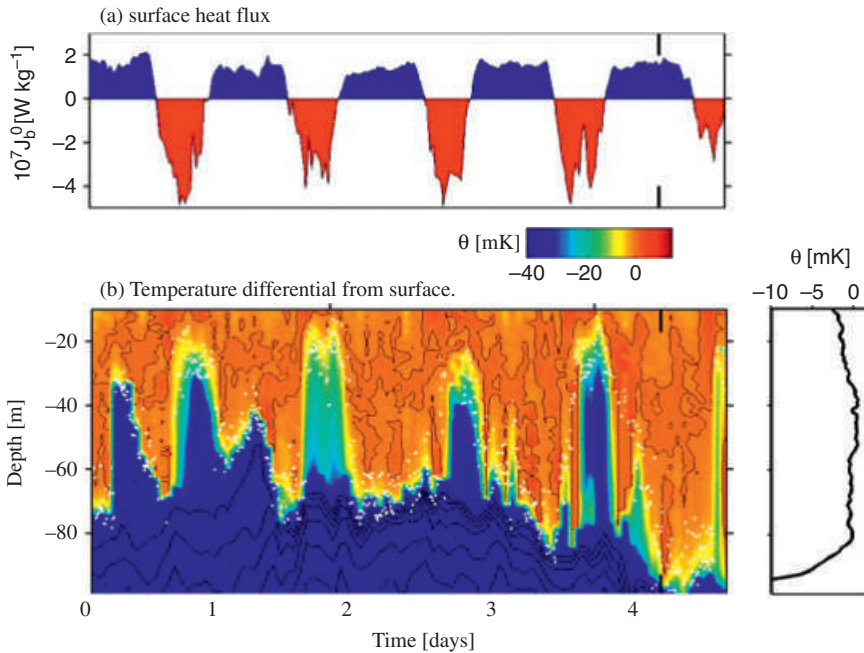 (a) surface heat flux
10⁷J_b⁰[W kg⁻¹]
2
0
−2
−4
θ [mK]
−40 −20 0
(b) Temperature differential from surface.
θ [mK]
−10 −5 0
Depth [m]
−20
−40
−60
−80
0 1 2 3 4
Time [days]